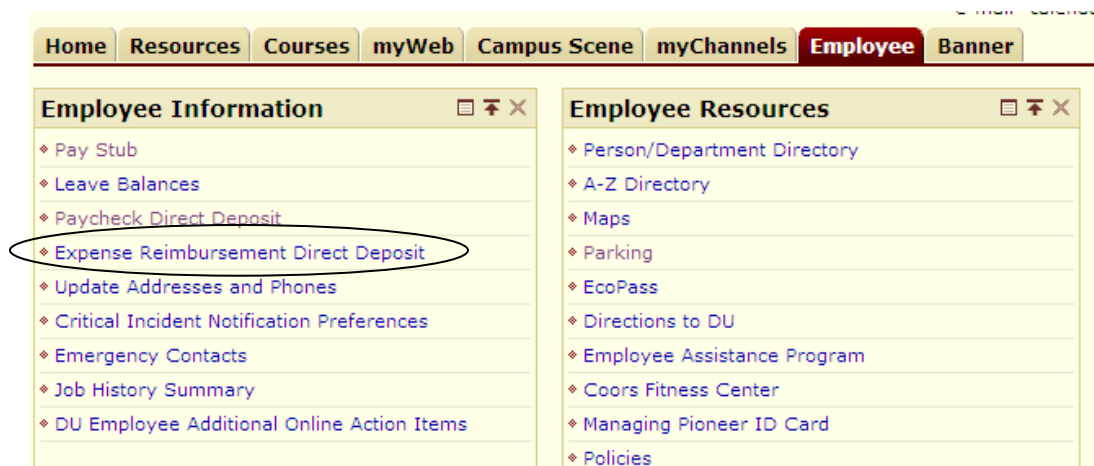 e-mail calendar
Home Resources Courses myWeb Campus Scene myChannels Employee Banner
Employee Information
Pay Stub
Leave Balances
Paycheck Direct Deposit
Expense Reimbursement Direct Deposit
Update Addresses and Phones
Critical Incident Notification Preferences
Emergency Contacts
Job History Summary
DU Employee Additional Online Action Items
Employee Resources
Person/Department Directory
A-Z Directory
Maps
Parking
EcoPass
Directions to DU
Employee Assistance Program
Coors Fitness Center
Managing Pioneer ID Card
Policies